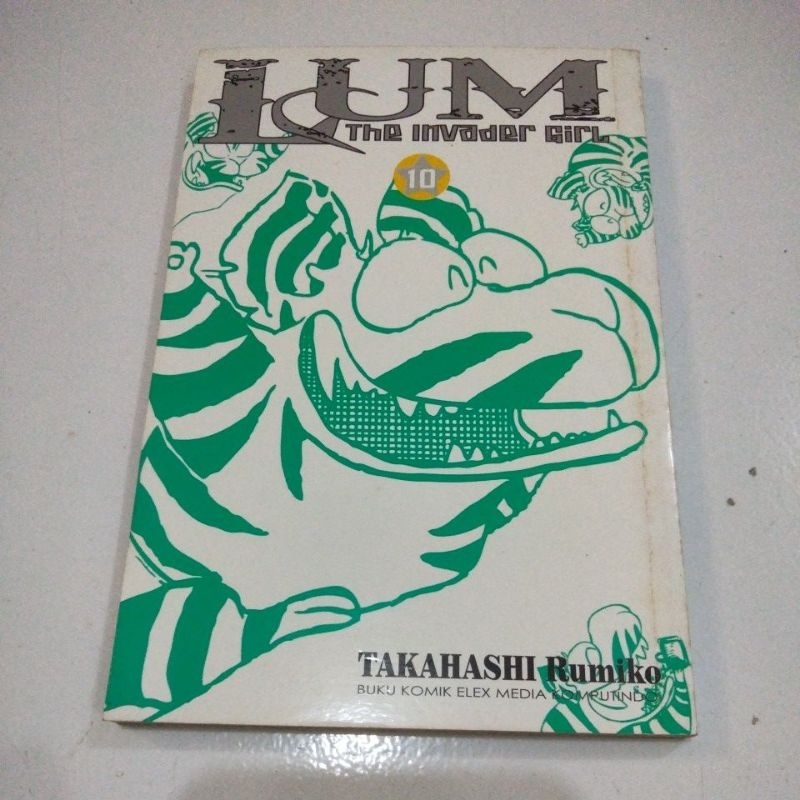 LUM
The Invader Girl
10
TAKAHASHI Rumiko
BUKU KOMIK ELEX MEDIA KOMPUTINDO